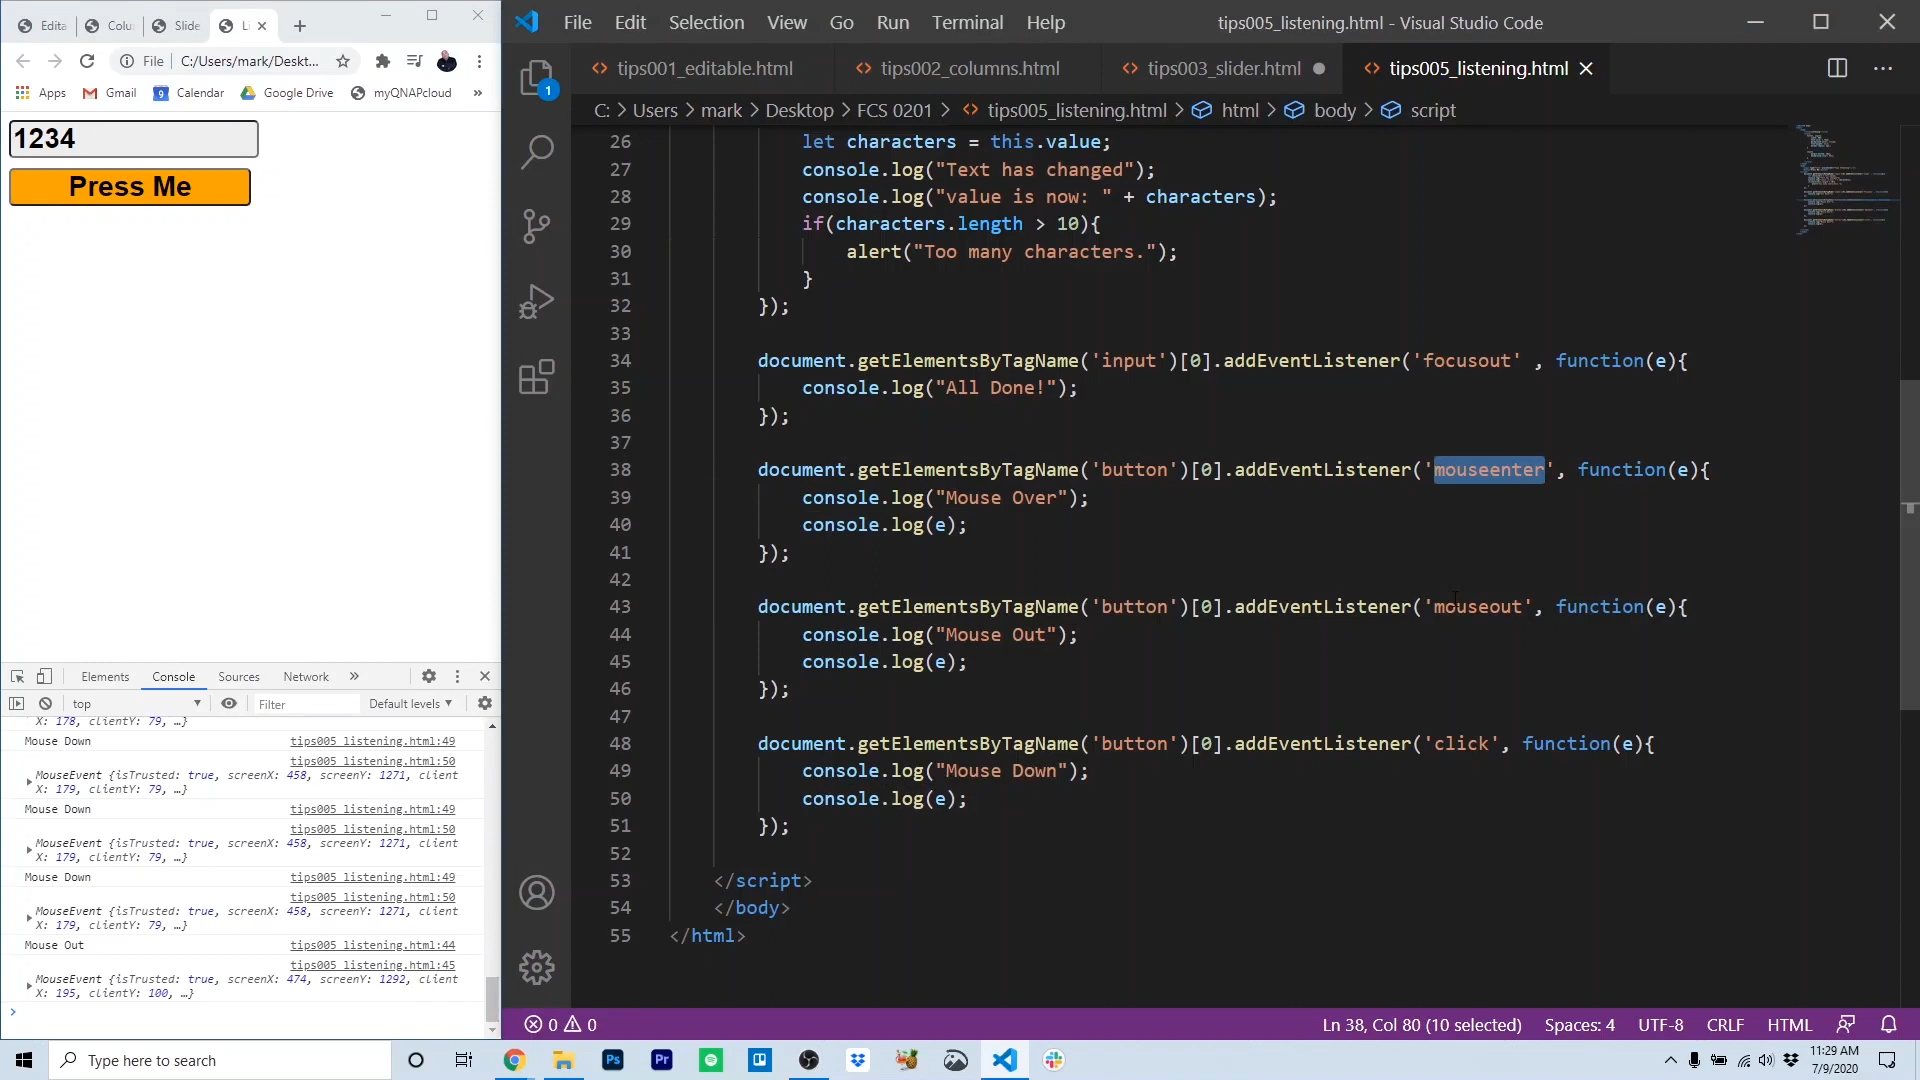 Edita
Colu
Slide
Li
File
C:/Users/mark/Deskt...
Apps
Gmail
9
Calendar
Google Drive
myQNAPcloud
»
1234
Press Me
Elements
Console
Sources
Network
»
top
Filter
Default levels
X: 178, clientY: 79, …}
Mouse Down
tips005_listening.html:49
tips005_listening.html:50
MouseEvent {isTrusted: true, screenX: 458, screenY: 1271, client
X: 179, clientY: 79, …}
Mouse Down
tips005_listening.html:49
tips005_listening.html:50
MouseEvent {isTrusted: true, screenX: 458, screenY: 1271, client
X: 179, clientY: 79, …}
Mouse Down
tips005_listening.html:49
tips005_listening.html:50
MouseEvent {isTrusted: true, screenX: 458, screenY: 1271, client
X: 179, clientY: 79, …}
Mouse Out
tips005_listening.html:44
tips005_listening.html:45
MouseEvent {isTrusted: true, screenX: 474, screenY: 1292, client
X: 195, clientY: 100, …}
File Edit Selection View Go Run Terminal Help
tips005_listening.html - Visual Studio Code
1
tips001_editable.html
tips002_columns.html
tips003_slider.html
tips005_listening.html
C: > Users > mark > Desktop > FCS 0201 > tips005_listening.html > html > body > script
26 let characters = this.value;
27 console.log("Text has changed");
28 console.log("value is now: " + characters);
29 if(characters.length > 10){
30 alert("Too many characters.");
31 }
32 });
33
34 document.getElementsByTagName('input')[0].addEventListener('focusout' , function(e){
35 console.log("All Done!");
36 });
37
38 document.getElementsByTagName('button')[0].addEventListener('mouseenter', function(e){
39 console.log("Mouse Over");
40 console.log(e);
41 });
42
43 document.getElementsByTagName('button')[0].addEventListener('mouseout', function(e){
44 console.log("Mouse Out");
45 console.log(e);
46 });
47
48 document.getElementsByTagName('button')[0].addEventListener('click', function(e){
49 console.log("Mouse Down");
50 console.log(e);
51 });
52
53 </script>
54 </body>
55 </html>
0 0
Ln 38, Col 80 (10 selected)
Spaces: 4
UTF-8
CRLF
HTML
Type here to search
Ps
Pr
11:29 AM
7/9/2020